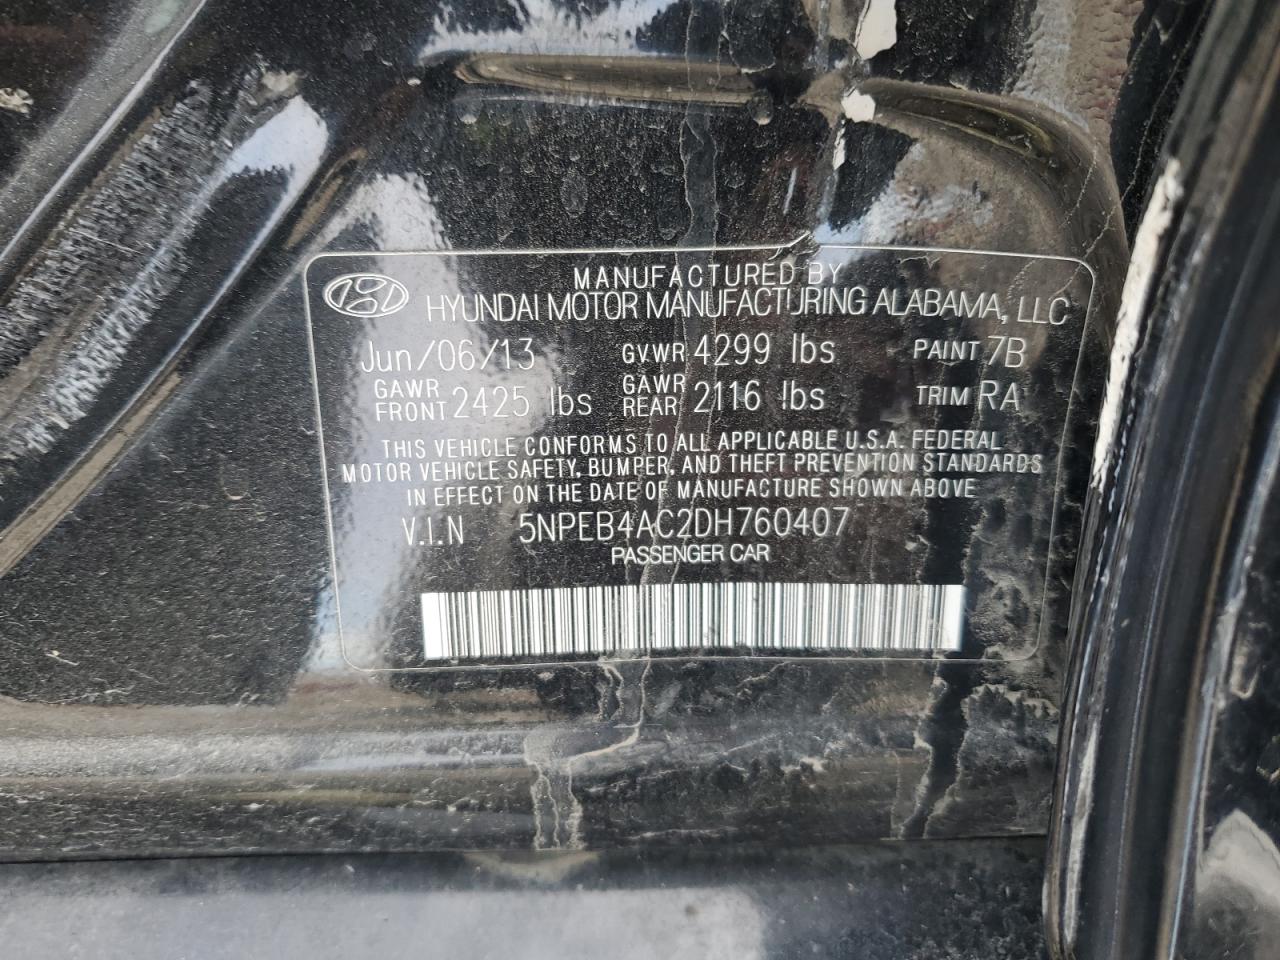 MANUFACTURED BY
HYUNDAI MOTOR MANUFACTURING ALABAMA, LLC
Jun/06/13 GVWR 4299 lbs PAINT 7B
GAWR FRONT 2425 lbs GAWR REAR 2116 lbs TRIM RA
THIS VEHICLE CONFORMS TO ALL APPLICABLE U.S.A. FEDERAL
MOTOR VEHICLE SAFETY, BUMPER, AND THEFT PREVENTION STANDARDS
IN EFFECT ON THE DATE OF MANUFACTURE SHOWN ABOVE
V.I.N 5NPEB4AC2DH760407
PASSENGER CAR